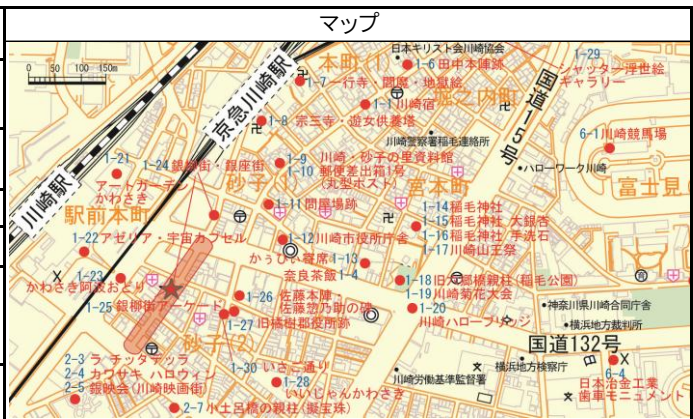 マップ
0 50 100 150m
日本キリスト会川崎協会
1-29
シャッター浮世絵
ギャラリー
本町(1)
1-6 田中本陣跡
1-7 一行寺・閻魔・地獄絵
堀之内町
1-1 川崎宿
国道15号
京急川崎駅
1-8 宗三寺・遊女供養塔
川崎警察署稲毛連絡所
6-1 川崎競馬場
1-21
アートガーデン
かわさき
1-24 銀柳街・銀座街
砂子(1)
1-9 川崎・砂子の里資料館
1-10 郵便差出箱1号
(丸型ポスト)
宮本町
ハローワーク川崎
富士見
川崎駅
駅前本町
1-11 問屋場跡
1-14 稲毛神社
1-15 稲毛神社 大銀杏
1-16 稲毛神社 手洗石
1-17 川崎山王祭
1-22 アゼリア・宇宙カプセル
1-12 川崎市役所庁舎
かっぴい寄席 1-13
奈良茶飯 1-4
1-23
かわさき阿波おどり
1-18 旧六郷橋親柱(稲毛公園)
1-19 川崎菊花大会
1-20
川崎ハローブリッジ
1-25 銀柳街アーケード
1-26 佐藤本陣
佐藤惣乃助の碑
1-27
旧橘樹郡役所跡
神奈川県川崎合同庁舎
横浜地方裁判所
国道132号
砂子(2)
2-3 ラ チッタデッラ
2-4 カワサキ ハロウィン
2-5 銀映会(川崎映画街)
1-30 いさご通り
1-28
いいじゃんかわさき
横浜地方検察庁
川崎労働基準監督署
6-4
日本冶金工業
歯車モニュメント
2-7 小土呂橋の親柱(擬宝珠)